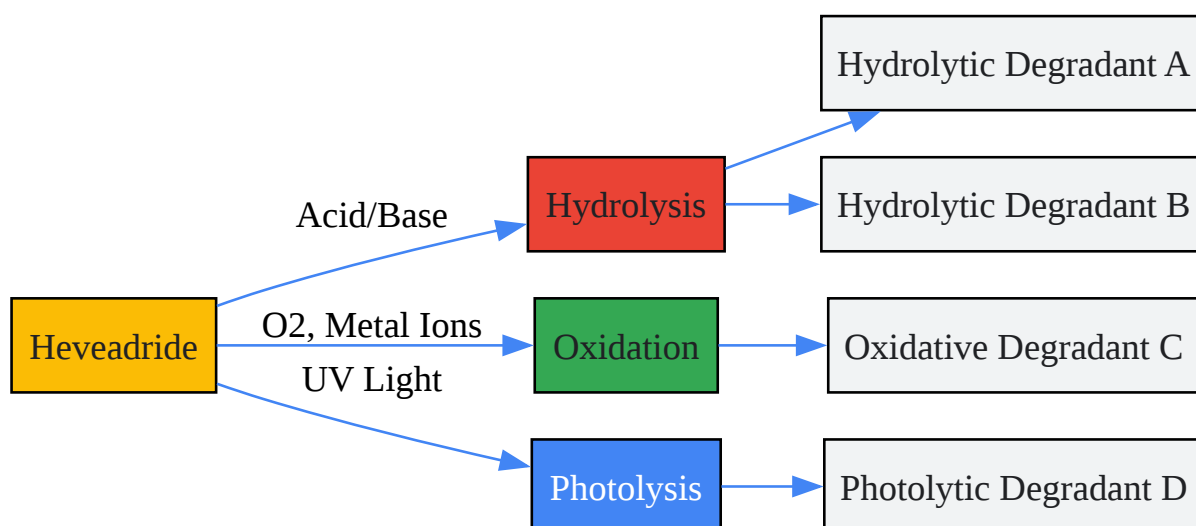 Hydrolytic Degradant A
Acid/Base
Hydrolysis
Hydrolytic Degradant B
Heveadride
O2, Metal Ions
Oxidation
Oxidative Degradant C
UV Light
Photolysis
Photolytic Degradant D